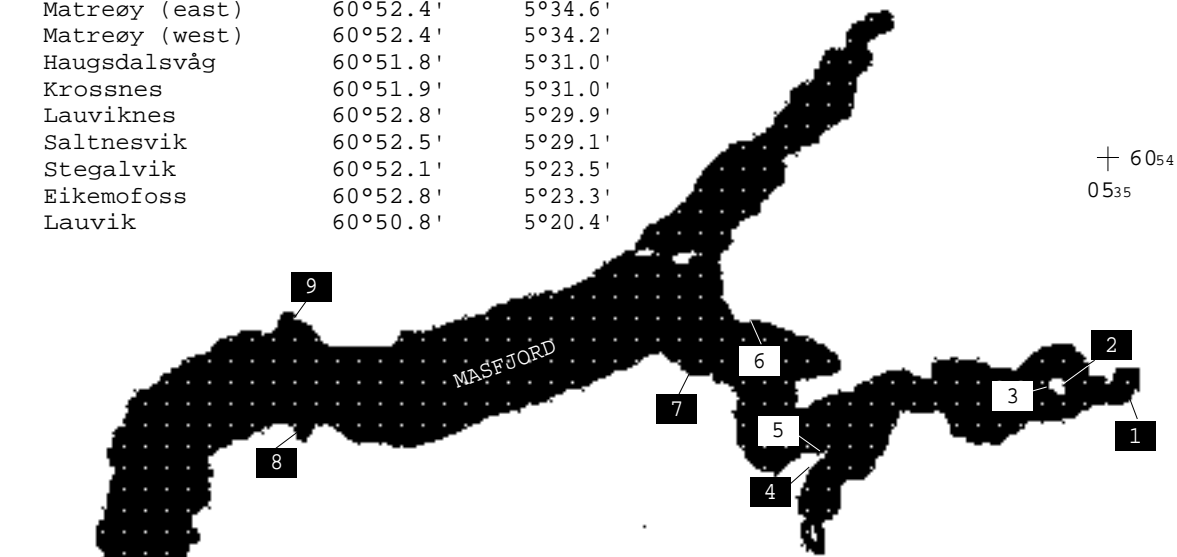 Matreøy (east) 60°52.4' 5°34.6'
Matreøy (west) 60°52.4' 5°34.2'
Haugsdalsvåg 60°51.8' 5°31.0'
Krossnes 60°51.9' 5°31.0'
Lauviknes 60°52.8' 5°29.9'
Saltnesvik 60°52.5' 5°29.1'
Stegalvik 60°52.1' 5°23.5'
Eikemofoss 60°52.8' 5°23.3'
Lauvik 60°50.8' 5°20.4'
6054
0535
9
MASFJORD
2
6
3
7
5
1
8
4